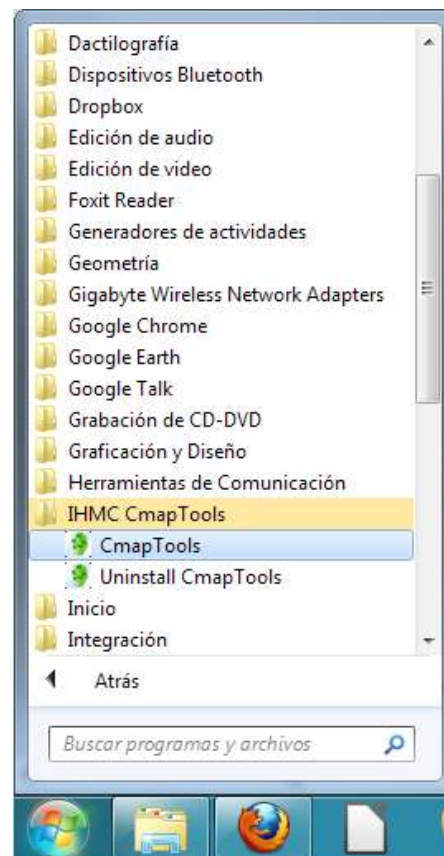 Dactilografía
Dispositivos Bluetooth
Dropbox
Edición de audio
Edición de video
Foxit Reader
Generadores de actividades
Geometría
Gigabyte Wireless Network Adapters
Google Chrome
Google Earth
Google Talk
Grabación de CD-DVD
Graficación y Diseño
Herramientas de Comunicación
IHMC CmapTools
CmapTools
Uninstall CmapTools
Inicio
Integración
Atrás
Buscar programas y archivos